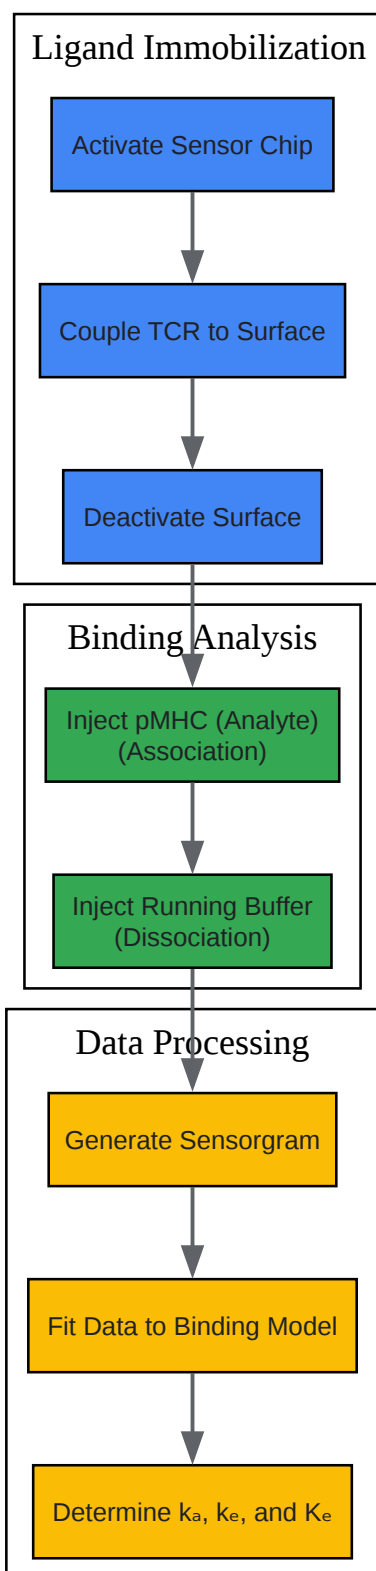 Ligand Immobilization
Activate Sensor Chip
Couple TCR to Surface
Deactivate Surface
Binding Analysis
Inject pMHC (Analyte)
(Association)
Inject Running Buffer
(Dissociation)
Data Processing
Generate Sensorgram
Fit Data to Binding Model
Determine kₐ, kₑ, and Kₑ